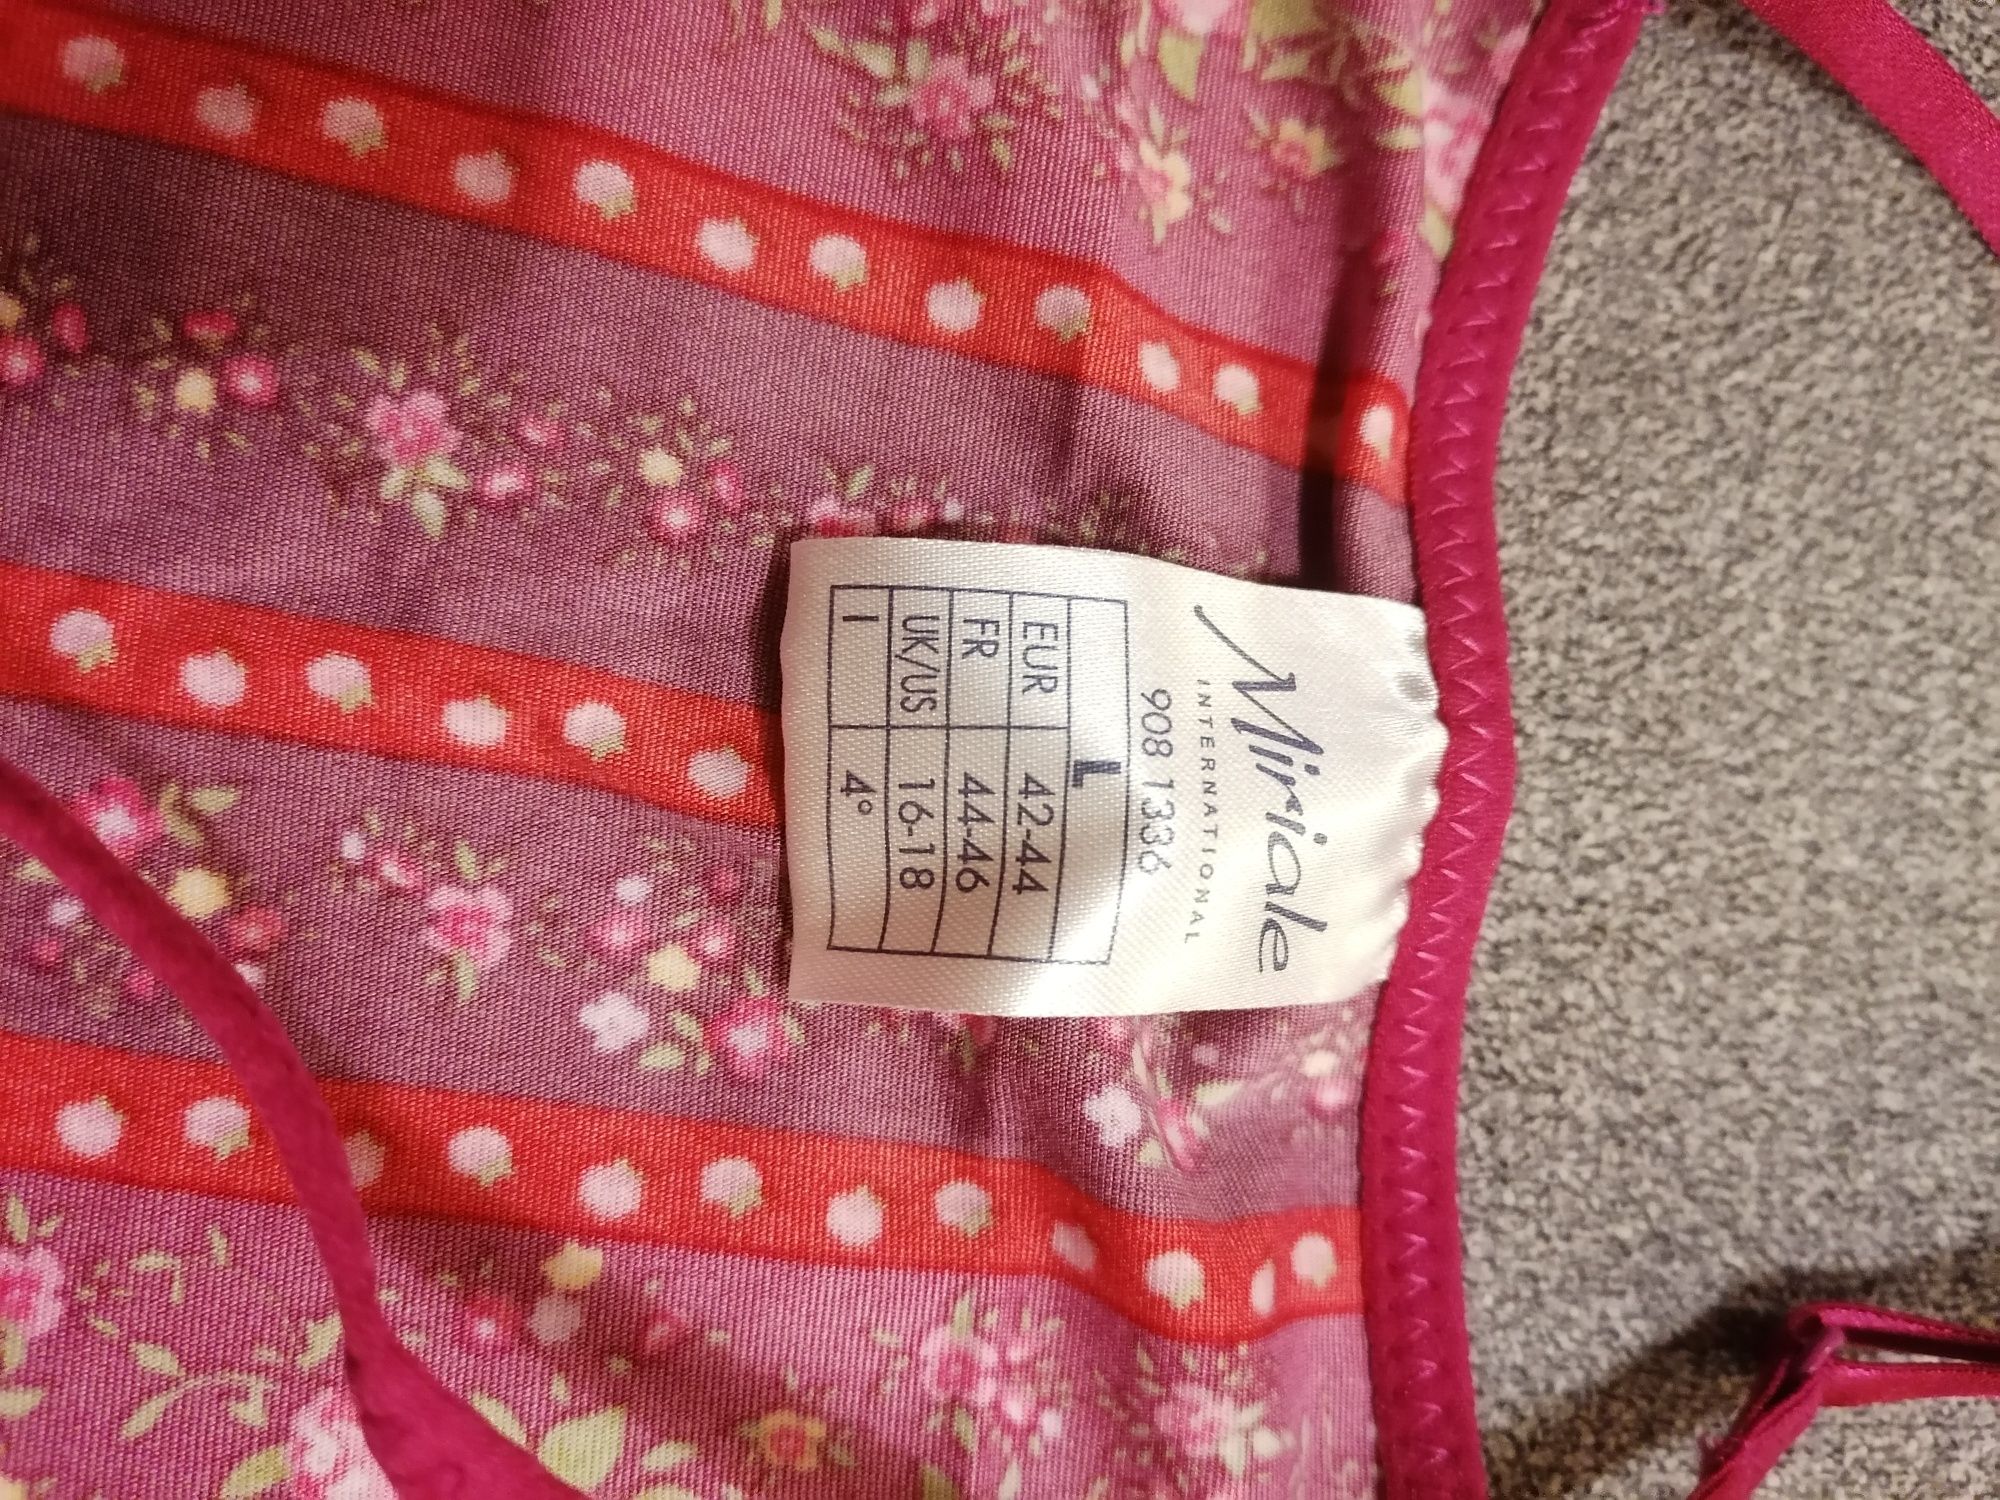 Miriale
INTERNATIONAL
908 1336
L
EUR 42-44
FR 44-46
UK/US 16-18
I 4°